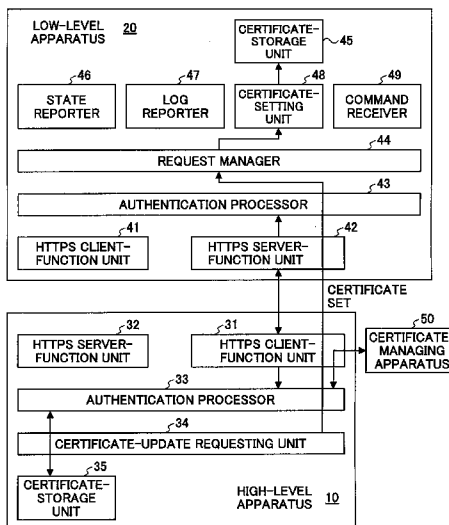 LOW-LEVEL
APPARATUS 20
CERTIFICATE-
STORAGE
UNIT
45
46
STATE
REPORTER
47
LOG
REPORTER
48
CERTIFICATE-
SETTING
UNIT
49
COMMAND
RECEIVER
44
REQUEST MANAGER
43
AUTHENTICATION PROCESSOR
41
HTTPS CLIENT-
FUNCTION UNIT
42
HTTPS SERVER-
FUNCTION UNIT
CERTIFICATE
SET
32
HTTPS SERVER-
FUNCTION UNIT
31
HTTPS CLIENT-
FUNCTION UNIT
50
CERTIFICATE
MANAGING
APPARATUS
33
AUTHENTICATION PROCESSOR
34
CERTIFICATE-UPDATE REQUESTING UNIT
35
CERTIFICATE-
STORAGE
UNIT
HIGH-LEVEL
APPARATUS 10